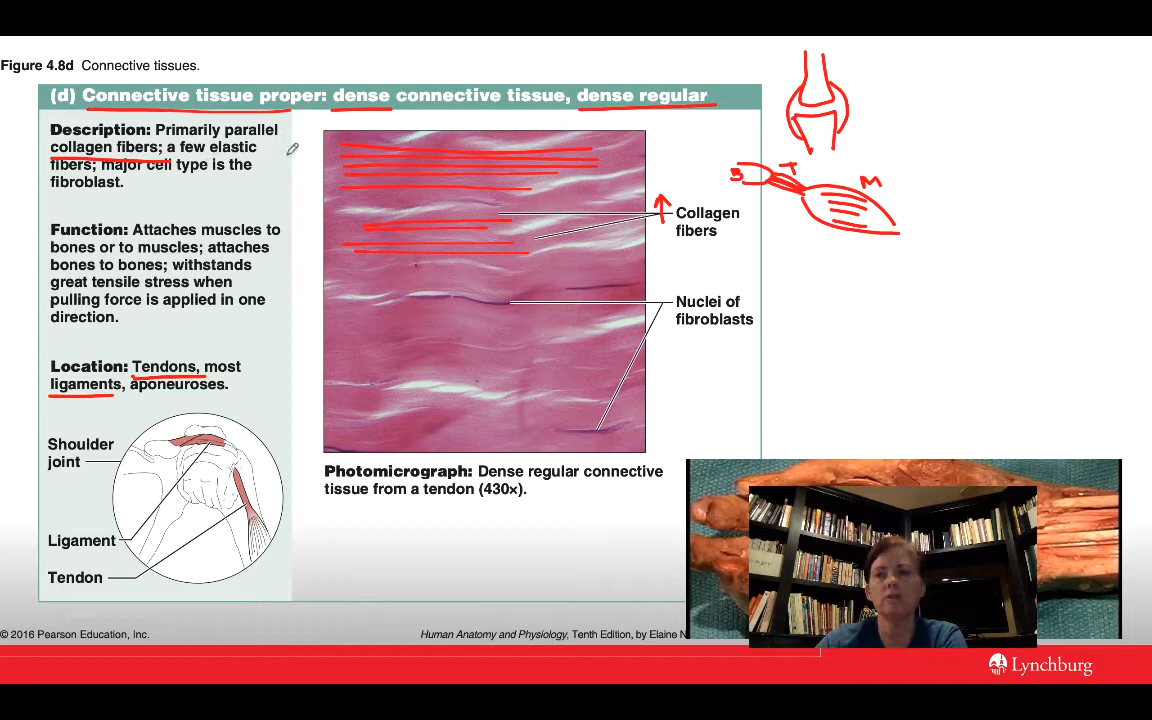 Figure 4.8d Connective tissues.
(d) Connective tissue proper: dense connective tissue, dense regular
Description: Primarily parallel
collagen fibers; a few elastic
fibers; major cell type is the
fibroblast.
Function: Attaches muscles to
bones or to muscles; attaches
bones to bones; withstands
great tensile stress when
pulling force is applied in one
direction.
Location: Tendons, most
ligaments, aponeuroses.
Shoulder
joint
Ligament
Tendon
Collagen
fibers
Nuclei of
fibroblasts
Photomicrograph: Dense regular connective
tissue from a tendon (430×).
B T M
© 2016 Pearson Education, Inc.
Human Anatomy and Physiology, Tenth Edition, by Elaine N
Lynchburg